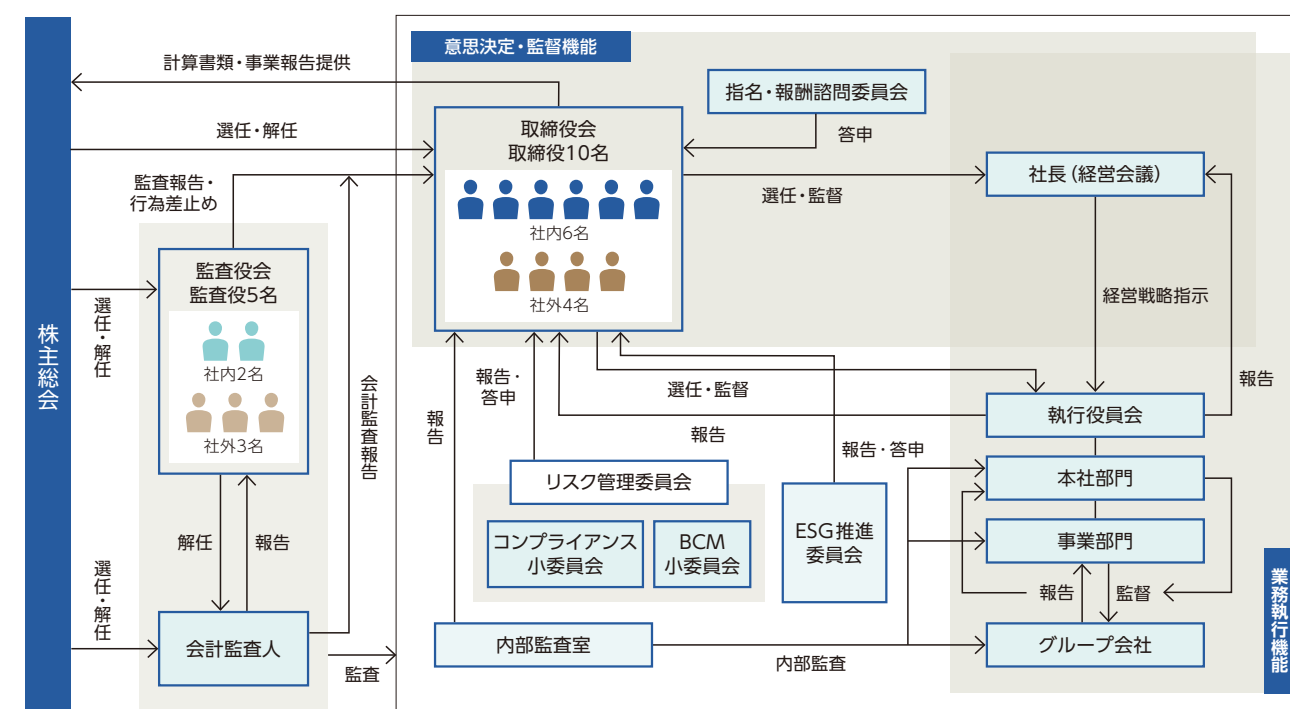 株主総会
計算書類・事業報告提供
選任・解任
監査報告・
行為差止め
選任・解任
監査役会
監査役5名
社内2名
社外3名
会計監査報告
解任
報告
選任・解任
会計監査人
監査
意思決定・監督機能
指名・報酬諮問委員会
答申
取締役会
取締役10名
社内6名
社外4名
選任・監督
社長（経営会議）
経営戦略指示
報告
選任・監督
報告・
答申
報告
報告
報告・答申
執行役員会
リスク管理委員会
コンプライアンス
小委員会
BCM
小委員会
ESG推進
委員会
本社部門
事業部門
報告
監督
内部監査室
内部監査
グループ会社
業務執行機能